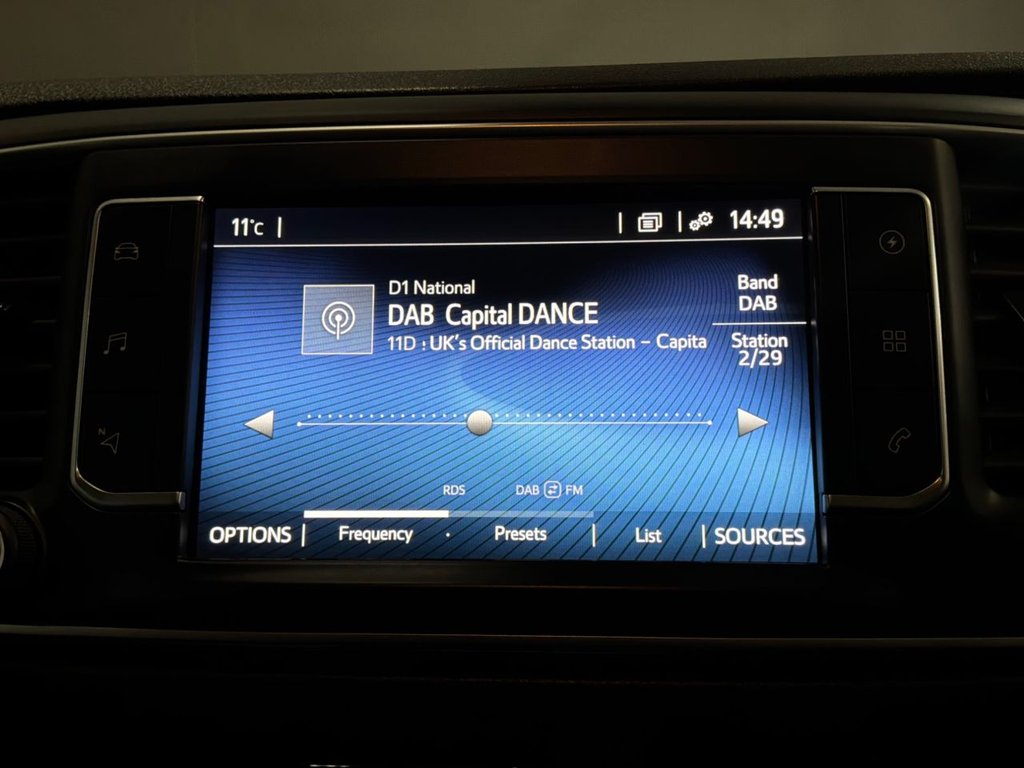 11°C
14:49
D1 National
DAB Capital DANCE
11D : UK's Official Dance Station – Capita
Band
DAB
Station
2/29
N
RDS
DAB FM
OPTIONS
Frequency
Presets
List
SOURCES